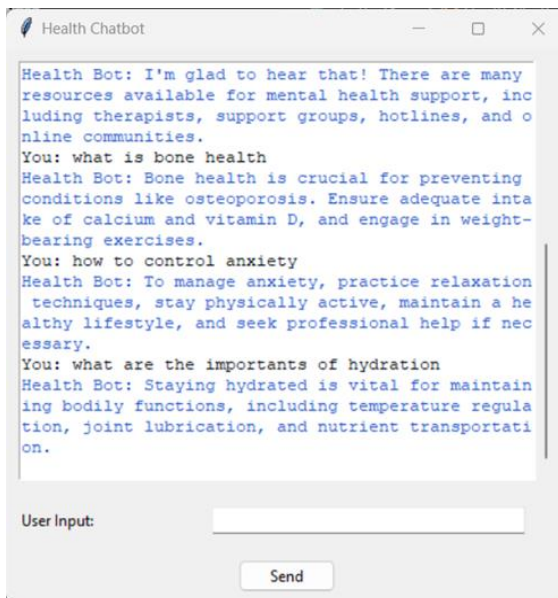 Health Chatbot
Health Bot: I'm glad to hear that! There are many
resources available for mental health support, inc
luding therapists, support groups, hotlines, and o
nline communities.
You: what is bone health
Health Bot: Bone health is crucial for preventing
conditions like osteoporosis. Ensure adequate inta
ke of calcium and vitamin D, and engage in weight-
bearing exercises.
You: how to control anxiety
Health Bot: To manage anxiety, practice relaxation
techniques, stay physically active, maintain a he
althy lifestyle, and seek professional help if nec
essary.
You: what are the importants of hydration
Health Bot: Staying hydrated is vital for maintain
ing bodily functions, including temperature regula
tion, joint lubrication, and nutrient transportati
on.
User Input:
Send